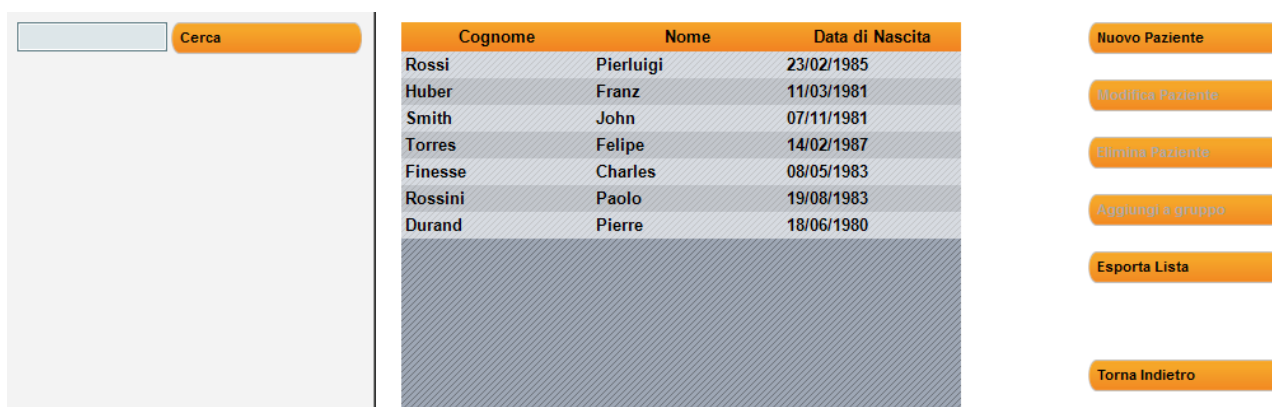 Cerca
Cognome Nome Data di Nascita
Rossi Pierluigi 23/02/1985
Huber Franz 11/03/1981
Smith John 07/11/1981
Torres Felipe 14/02/1987
Finesse Charles 08/05/1983
Rossini Paolo 19/08/1983
Durand Pierre 18/06/1980
Nuovo Paziente
Modifica Paziente
Elimina Paziente
Aggiungi a gruppo
Esporta Lista
Torna Indietro